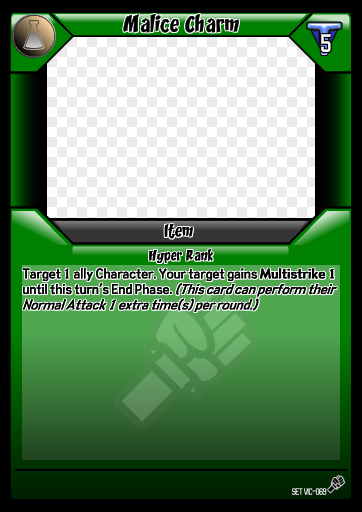 Malice Charm
T
5
Item
Hyper Rank
Target 1 ally Character. Your target gains Multistrike 1
until this turn's End Phase. (This card can perform their
Normal Attack 1 extra time(s) per round.)
SET VIC-069